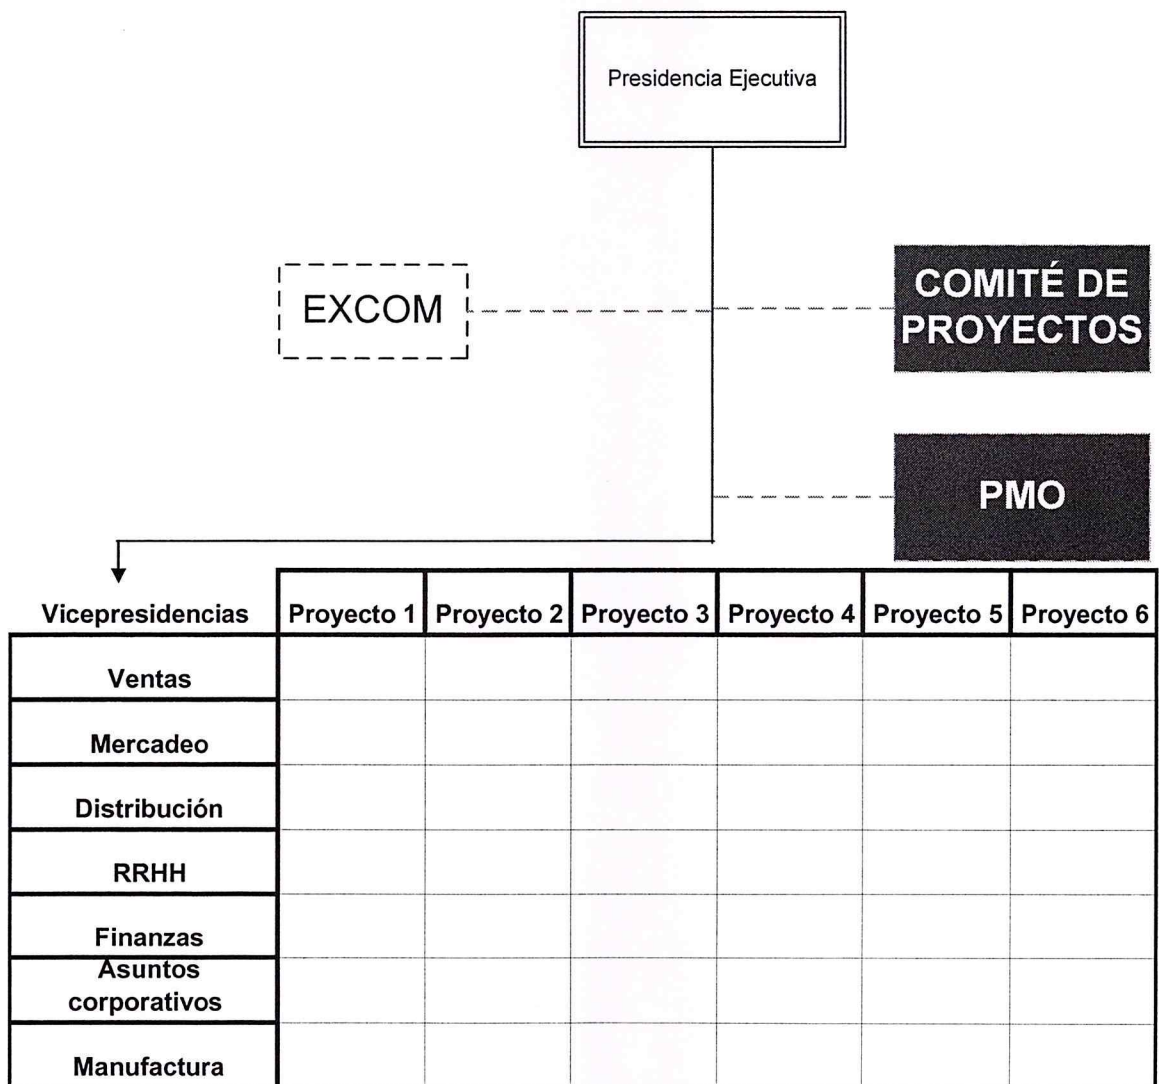 Presidencia Ejecutiva
EXCOM
COMITÉ DE
PROYECTOS
PMO
Vicepresidencias Proyecto 1 Proyecto 2 Proyecto 3 Proyecto 4 Proyecto 5 Proyecto 6
Ventas
Mercadeo
Distribución
RRHH
Finanzas
Asuntos
corporativos
Manufactura